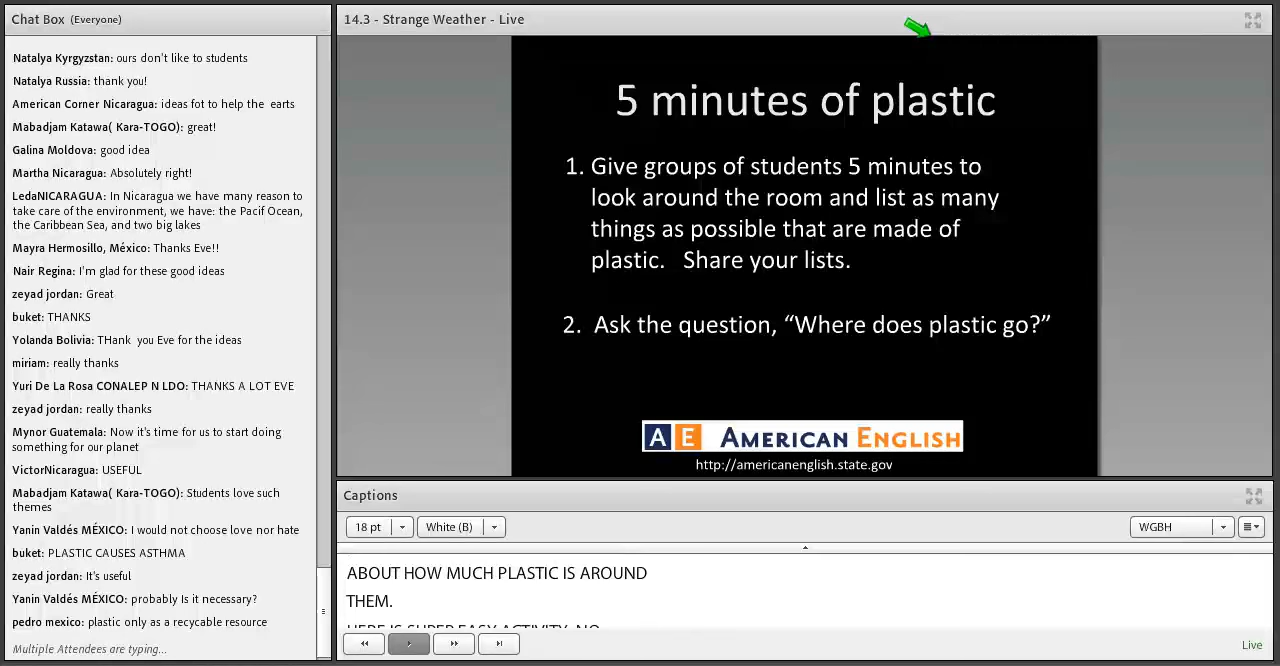 Chat Box (Everyone)
Natalya Kyrgyzstan: ours don't like to students
Natalya Russia: thank you!
American Corner Nicaragua: ideas fot to help the earts
Mabadjam Katawa( Kara-TOGO): great!
Galina Moldova: good idea
Martha Nicaragua: Absolutely right!
LedaNICARAGUA: In Nicaragua we have many reason to
take care of the environment, we have: the Pacif Ocean,
the Caribbean Sea, and two big lakes
Mayra Hermosillo, México: Thanks Eve!!
Nair Regina: I'm glad for these good ideas
zeyad jordan: Great
buket: THANKS
Yolanda Bolivia: THank you Eve for the ideas
miriam: really thanks
Yuri De La Rosa CONALEP N LDO: THANKS A LOT EVE
zeyad jordan: really thanks
Mynor Guatemala: Now it's time for us to start doing
something for our planet
VictorNicaragua: USEFUL
Mabadjam Katawa( Kara-TOGO): Students love such
themes
Yanin Valdés MÉXICO: I would not choose love nor hate
buket: PLASTIC CAUSES ASTHMA
zeyad jordan: It's useful
Yanin Valdés MÉXICO: probably Is it necessary?
pedro mexico: plastic only as a recycable resource
Multiple Attendees are typing...
14.3 - Strange Weather - Live
5 minutes of plastic
1. Give groups of students 5 minutes to
look around the room and list as many
things as possible that are made of
plastic. Share your lists.
2. Ask the question, “Where does plastic go?”
AE AMERICAN ENGLISH
http://americanenglish.state.gov
Captions
18 pt
White (B)
WGBH
ABOUT HOW MUCH PLASTIC IS AROUND
THEM.
HERE IS SUPER EASY ACTIVITY, NO
Live